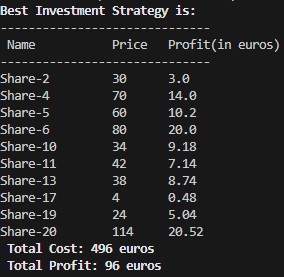 Best Investment Strategy is:
------------------------------
Name Price Profit(in euros)
------------------------------
Share-2 30 3.0
Share-4 70 14.0
Share-5 60 10.2
Share-6 80 20.0
Share-10 34 9.18
Share-11 42 7.14
Share-13 38 8.74
Share-17 4 0.48
Share-19 24 5.04
Share-20 114 20.52
Total Cost: 496 euros
Total Profit: 96 euros